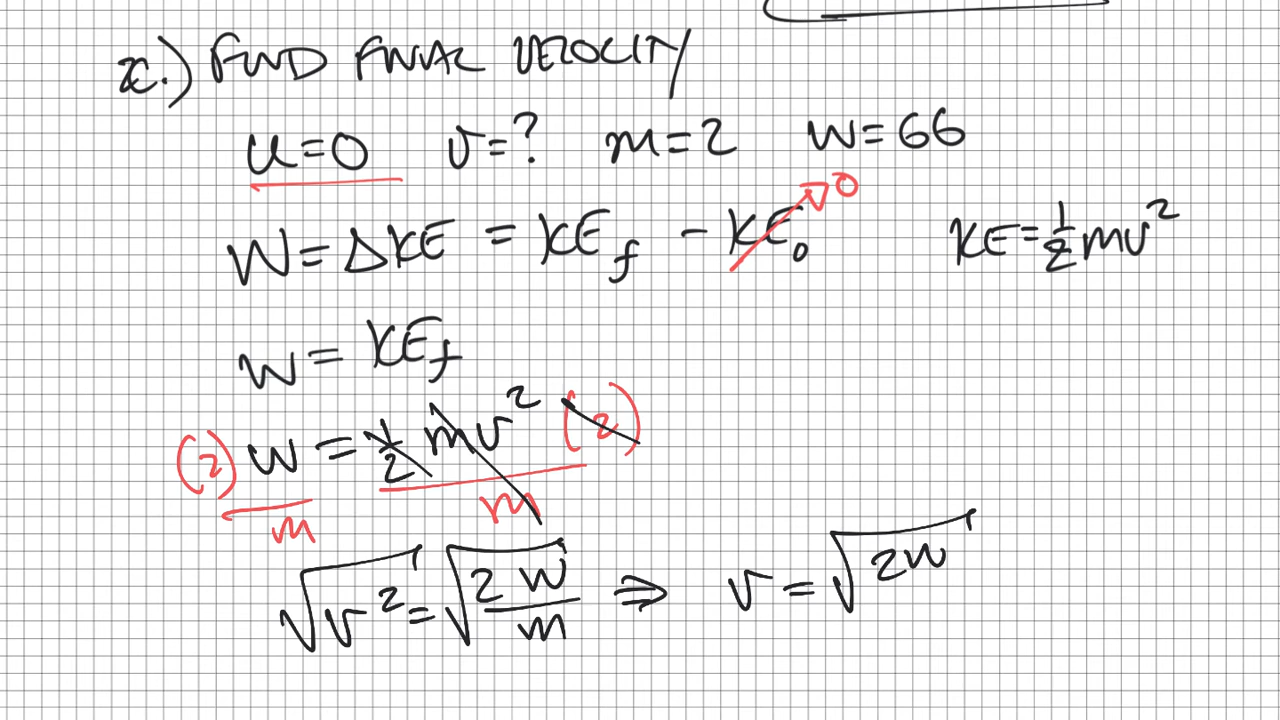 2.) FIND FINAL VELOCITY
u=0 v=? m=2 W=66
W=ΔKE = KEf - KE₀ 0 KE=½mv²
W = KEf
(2) W = ½ mv² (2)
m m
√v² = √2W/m ⇒ v = √2W